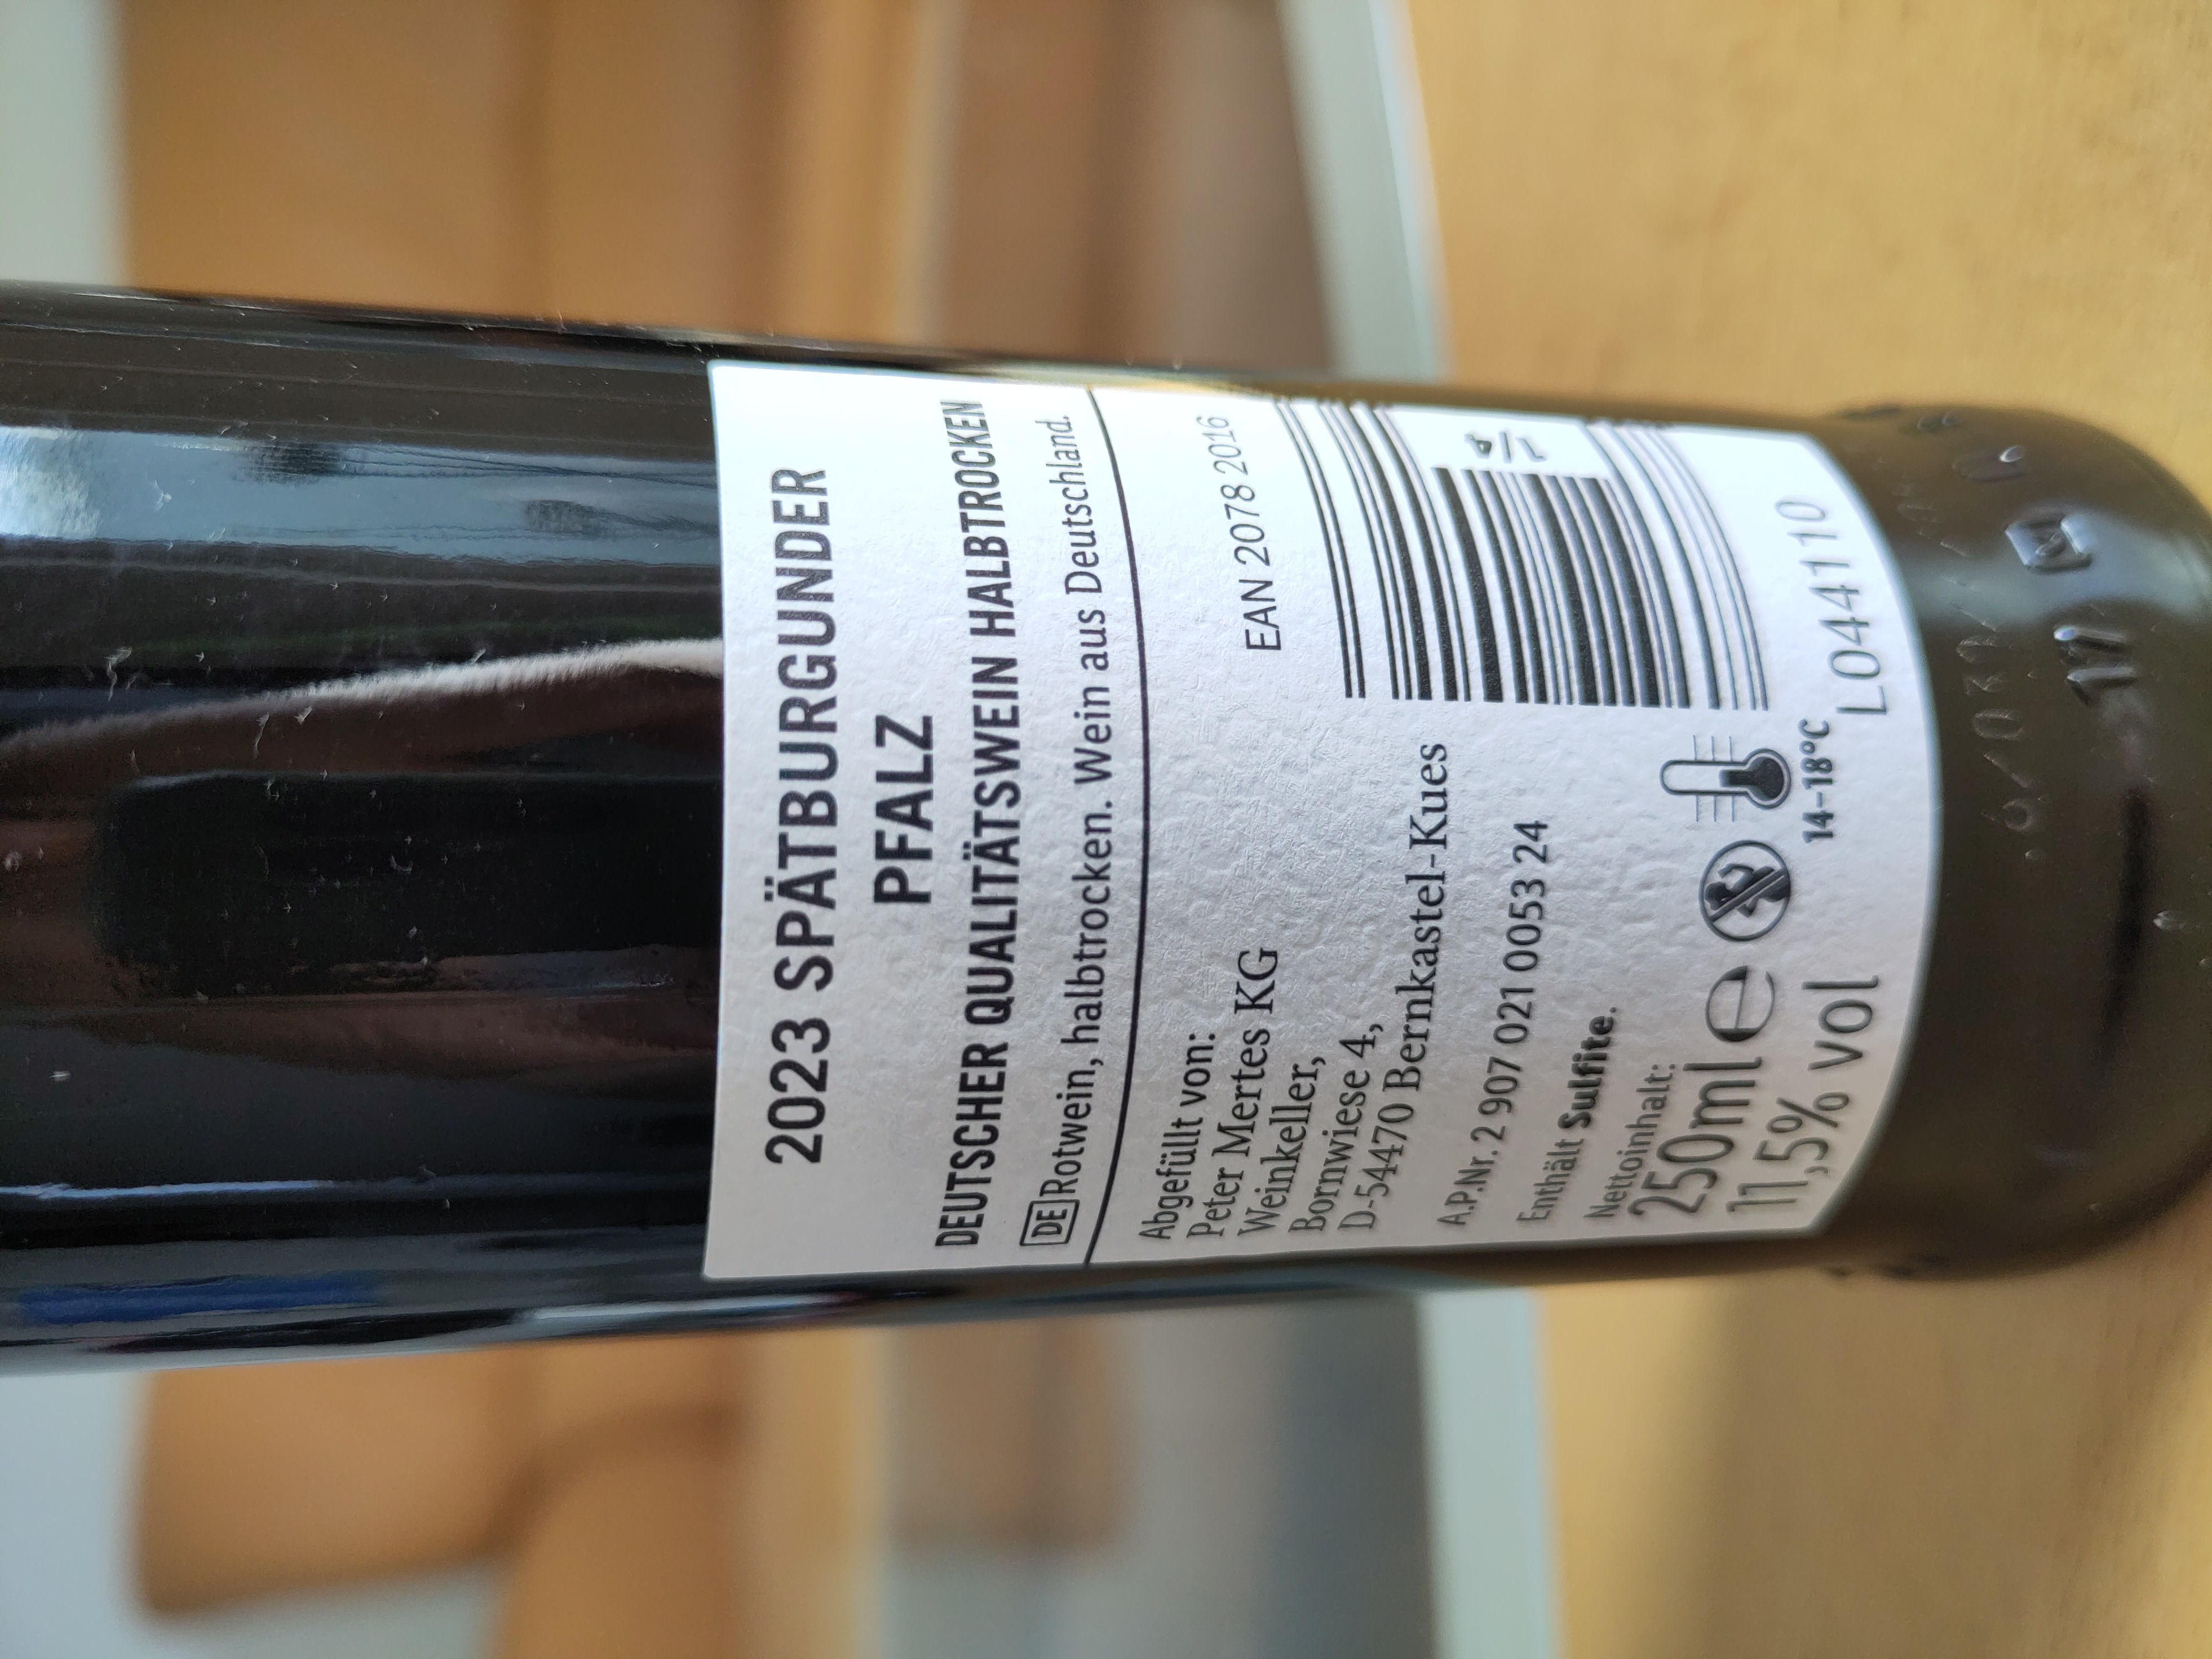 2023 SPÄTBURGUNDER
PFALZ
DEUTSCHER QUALITÄTSWEIN HALBTROCKEN
DE Rotwein, halbtrocken. Wein aus Deutschland.
Abgefüllt von:
Peter Mertes KG
Weinkeller,
Bornwiese 4,
D-54470 Bernkastel-Kues
A.P.Nr. 2 907 021 0053 24
Enthält Sulfite.
Nettoinhalt:
250ml e
11,5% vol
14-18°C
EAN 2078 2016
1/4
L044110